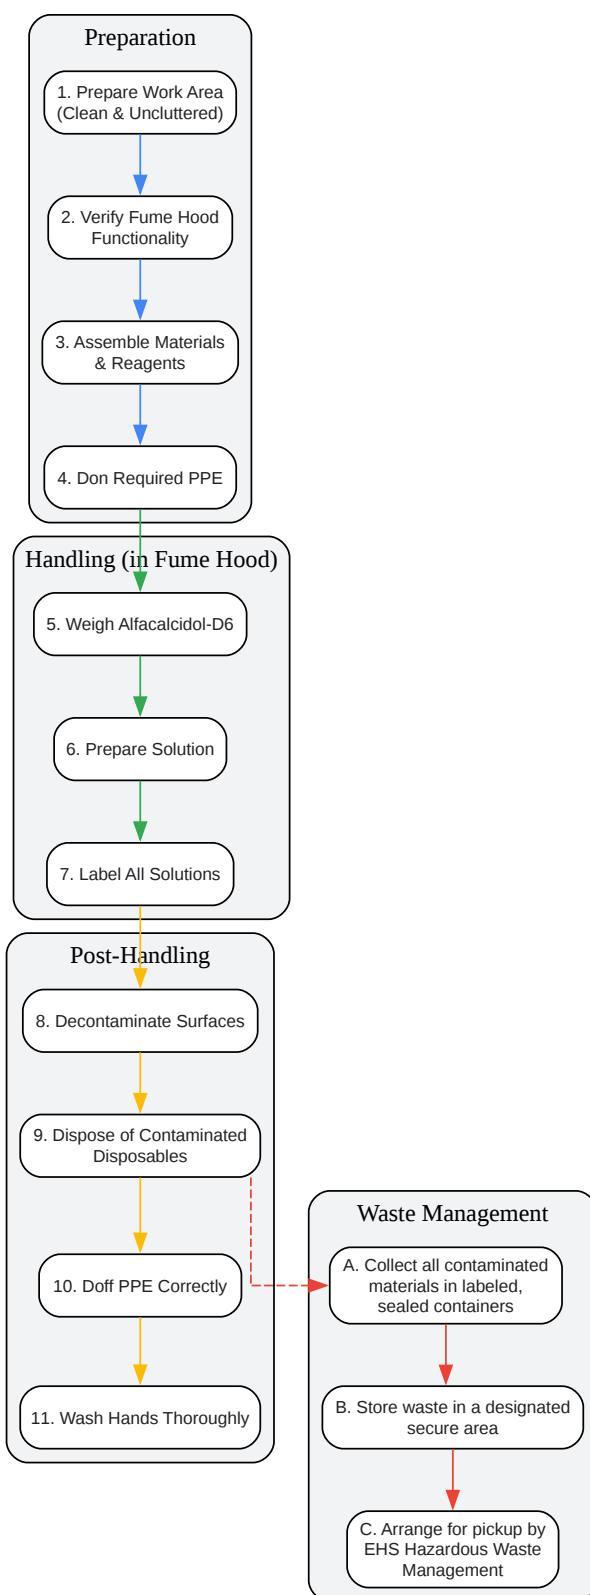 Preparation
1. Prepare Work Area
(Clean & Uncluttered)
2. Verify Fume Hood
Functionality
3. Assemble Materials
& Reagents
4. Don Required PPE
Handling (in Fume Hood)
5. Weigh Alfacalcidol-D6
6. Prepare Solution
7. Label All Solutions
Post-Handling
8. Decontaminate Surfaces
9. Dispose of Contaminated
Disposables
10. Doff PPE Correctly
11. Wash Hands Thoroughly
Waste Management
A. Collect all contaminated
materials in labeled,
sealed containers
B. Store waste in a designated
secure area
C. Arrange for pickup by
EHS Hazardous Waste
Management